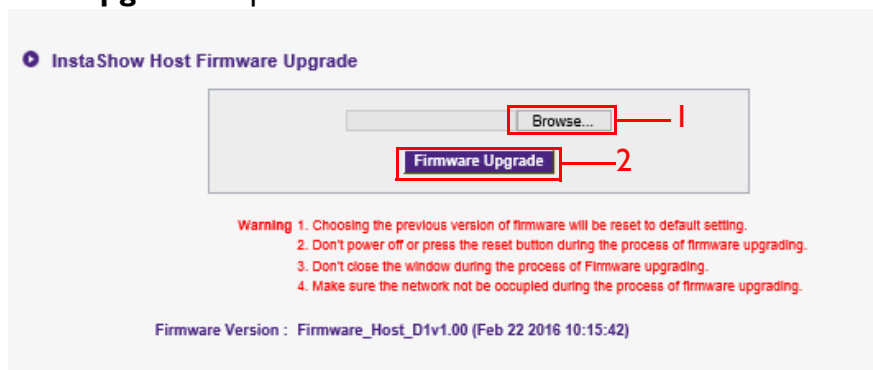 InstaShow Host Firmware Upgrade
Browse... 1
Firmware Upgrade 2
Warning 1. Choosing the previous version of firmware will be reset to default setting.
2. Don't power off or press the reset button during the process of firmware upgrading.
3. Don't close the window during the process of Firmware upgrading.
4. Make sure the network not be occupied during the process of firmware upgrading.
Firmware Version : Firmware_Host_D1v1.00 (Feb 22 2016 10:15:42)